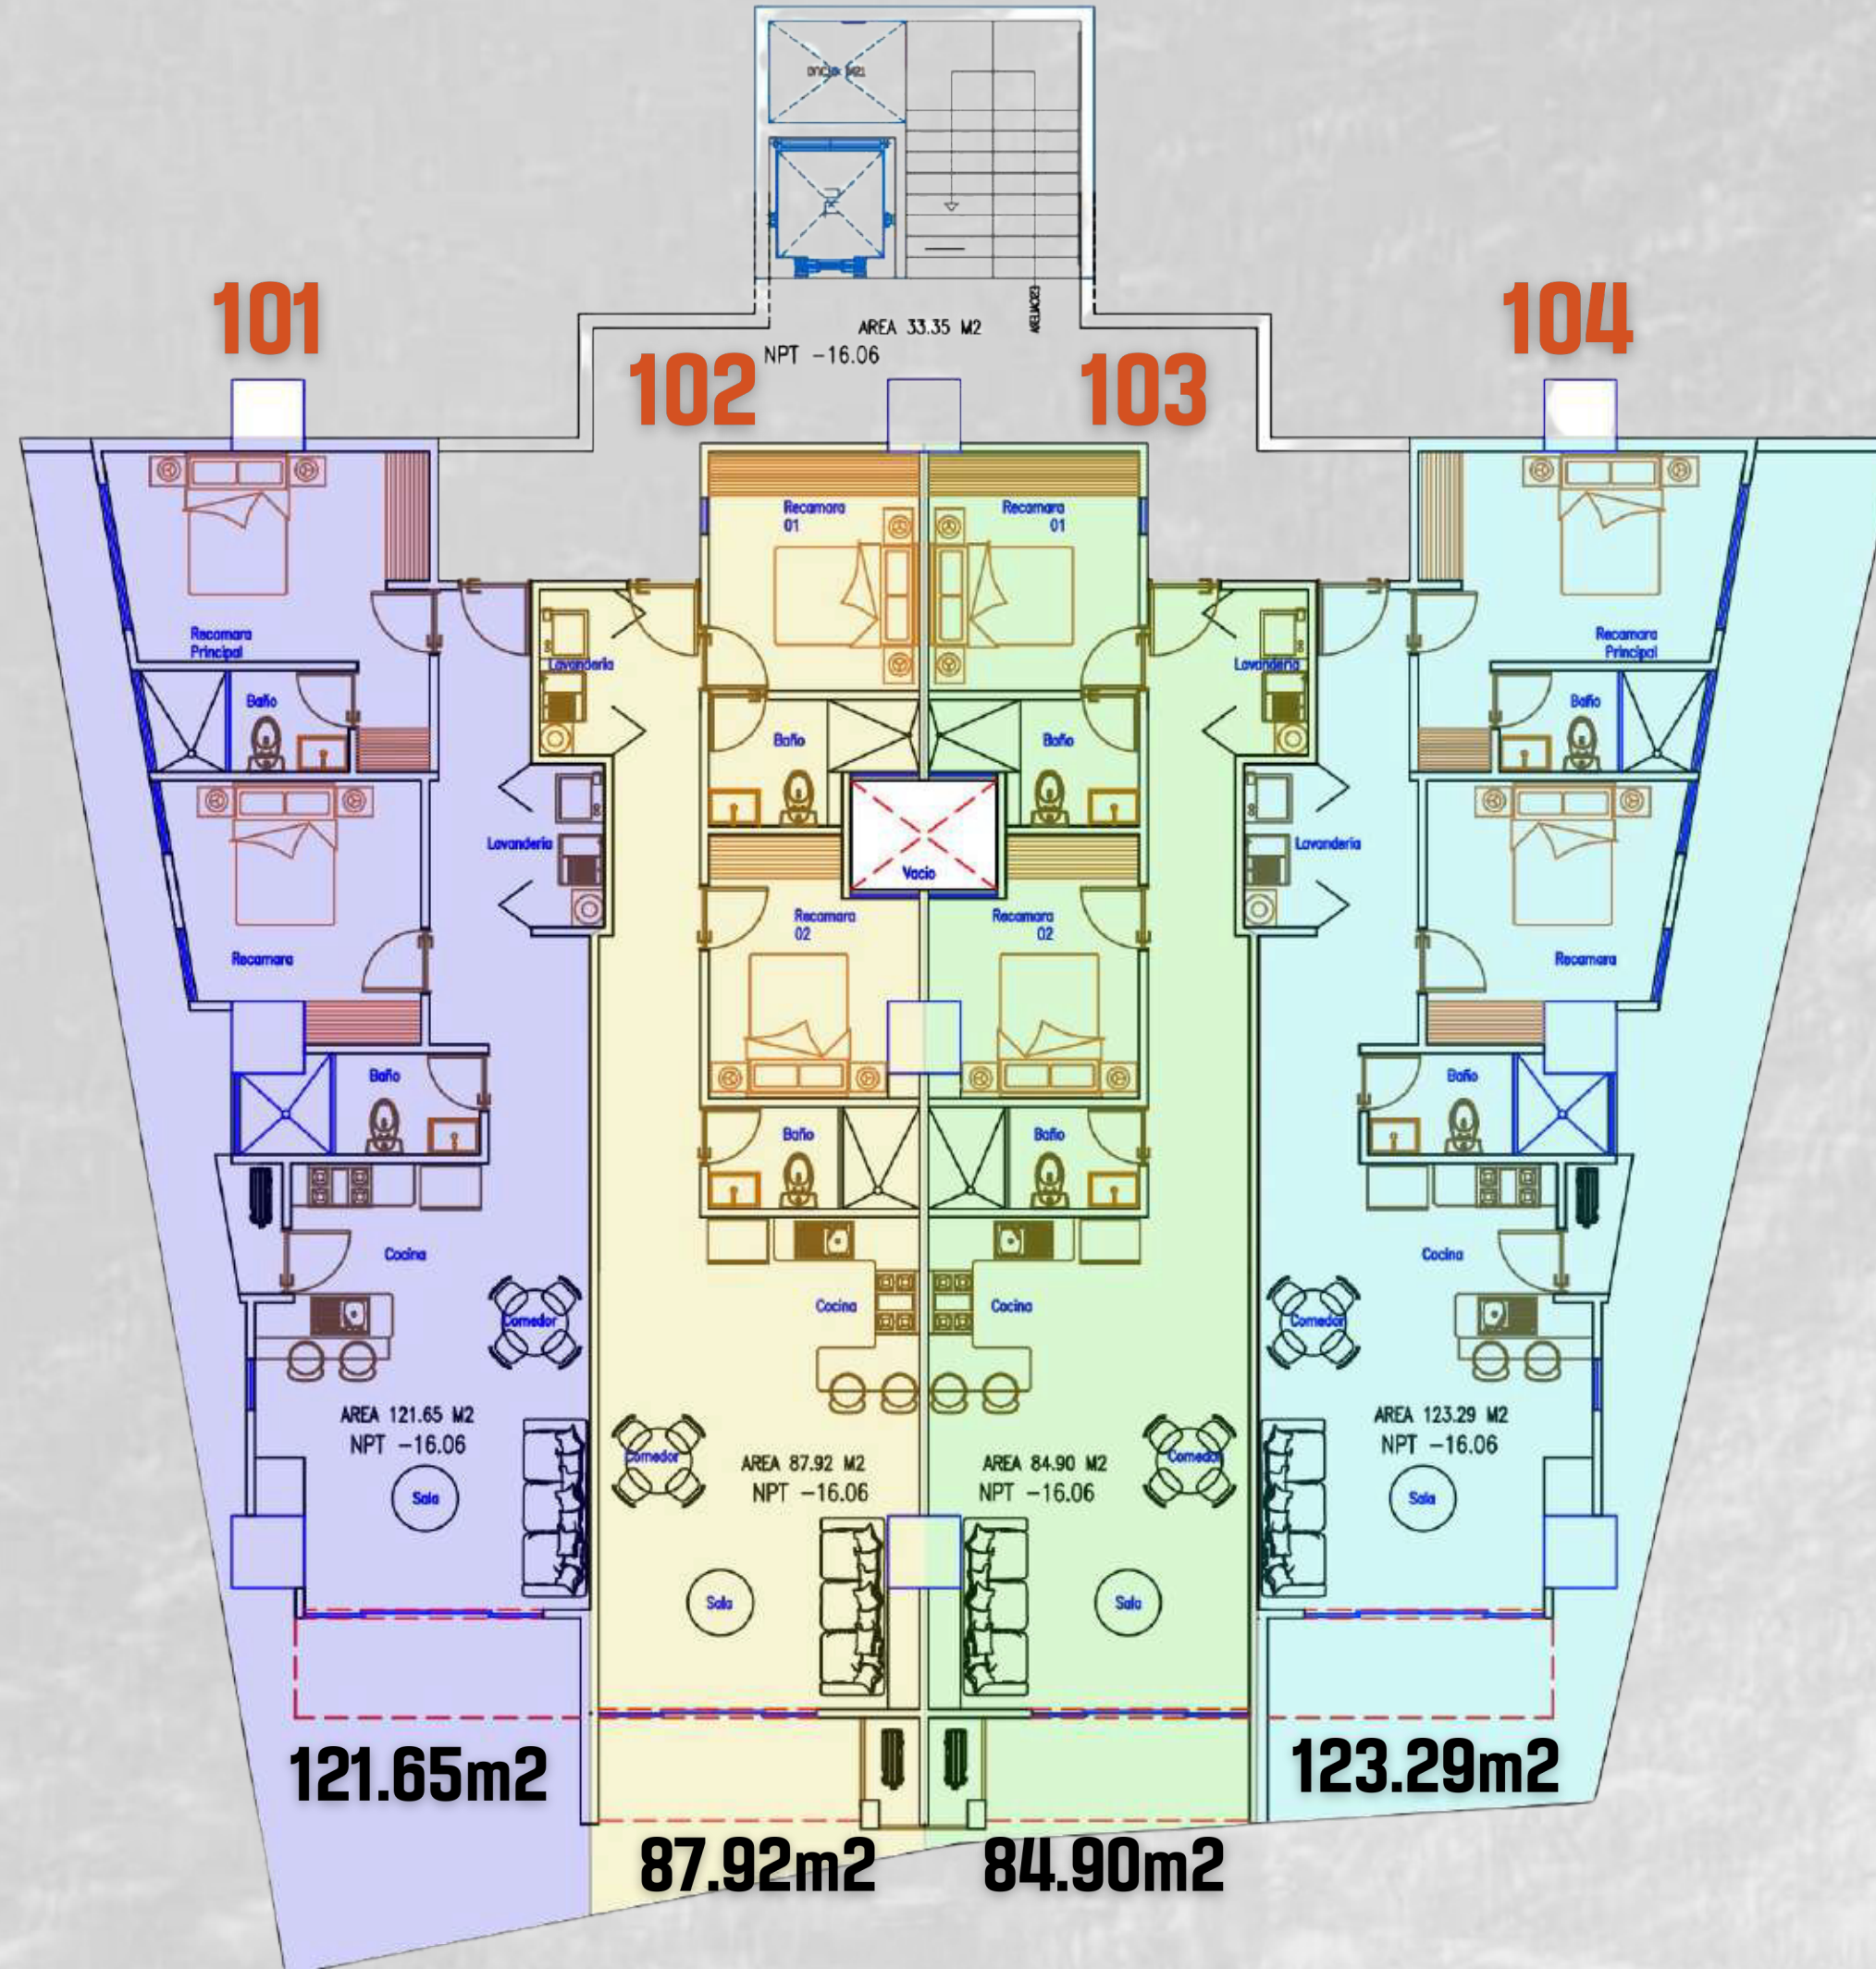 101
102
103
104
DUCTOS INST.
ESCALERA
AREA 33.35 M2
NPT -16.06
Recamara
Principal
Baño
Recamara
Lavanderia
Baño
Cocina
Comedor
AREA 121.65 M2
NPT -16.06
Sala
121.65m2
Recamara
01
Lavanderia
Baño
Vacio
Recamara
02
Baño
Cocina
Comedor
AREA 87.92 M2
NPT -16.06
Sala
87.92m2
Recamara
01
Lavanderia
Baño
Recamara
02
Baño
Cocina
Comedor
AREA 84.90 M2
NPT -16.06
Sala
84.90m2
Recamara
Principal
Baño
Lavanderia
Recamara
Baño
Cocina
Comedor
AREA 123.29 M2
NPT -16.06
Sala
123.29m2